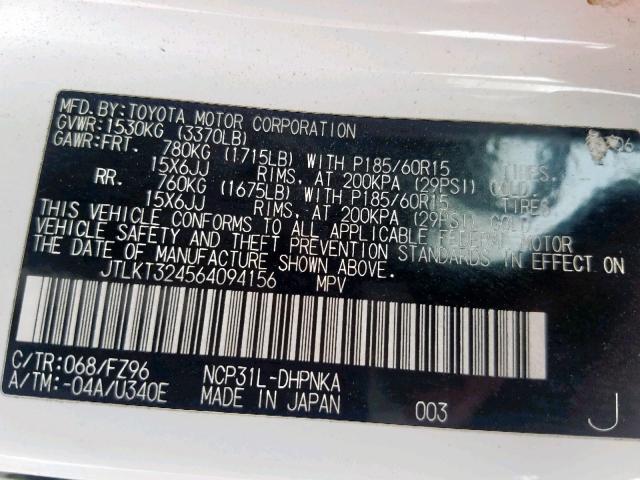 MFD.BY:TOYOTA MOTOR CORPORATION
GVWR:1530KG (3370LB)
GAWR:FRT. 780KG (1715LB) WITH P185/60R15 TIRES.
15X6JJ RIMS. AT 200KPA (29PSI) COLD.
RR. 760KG (1675LB) WITH P185/60R15 TIRES.
15X6JJ RIMS. AT 200KPA (29PSI) COLD.
THIS VEHICLE CONFORMS TO ALL APPLICABLE FEDERAL MOTOR
VEHICLE SAFETY AND THEFT PREVENTION STANDARDS IN EFFECT ON
THE DATE OF MANUFACTURE SHOWN ABOVE.
JTLKT324564094156 MPV
C/TR:068/FZ96 NCP31L-DHPNKA
A/TM:-04A/U340E MADE IN JAPAN 003 J